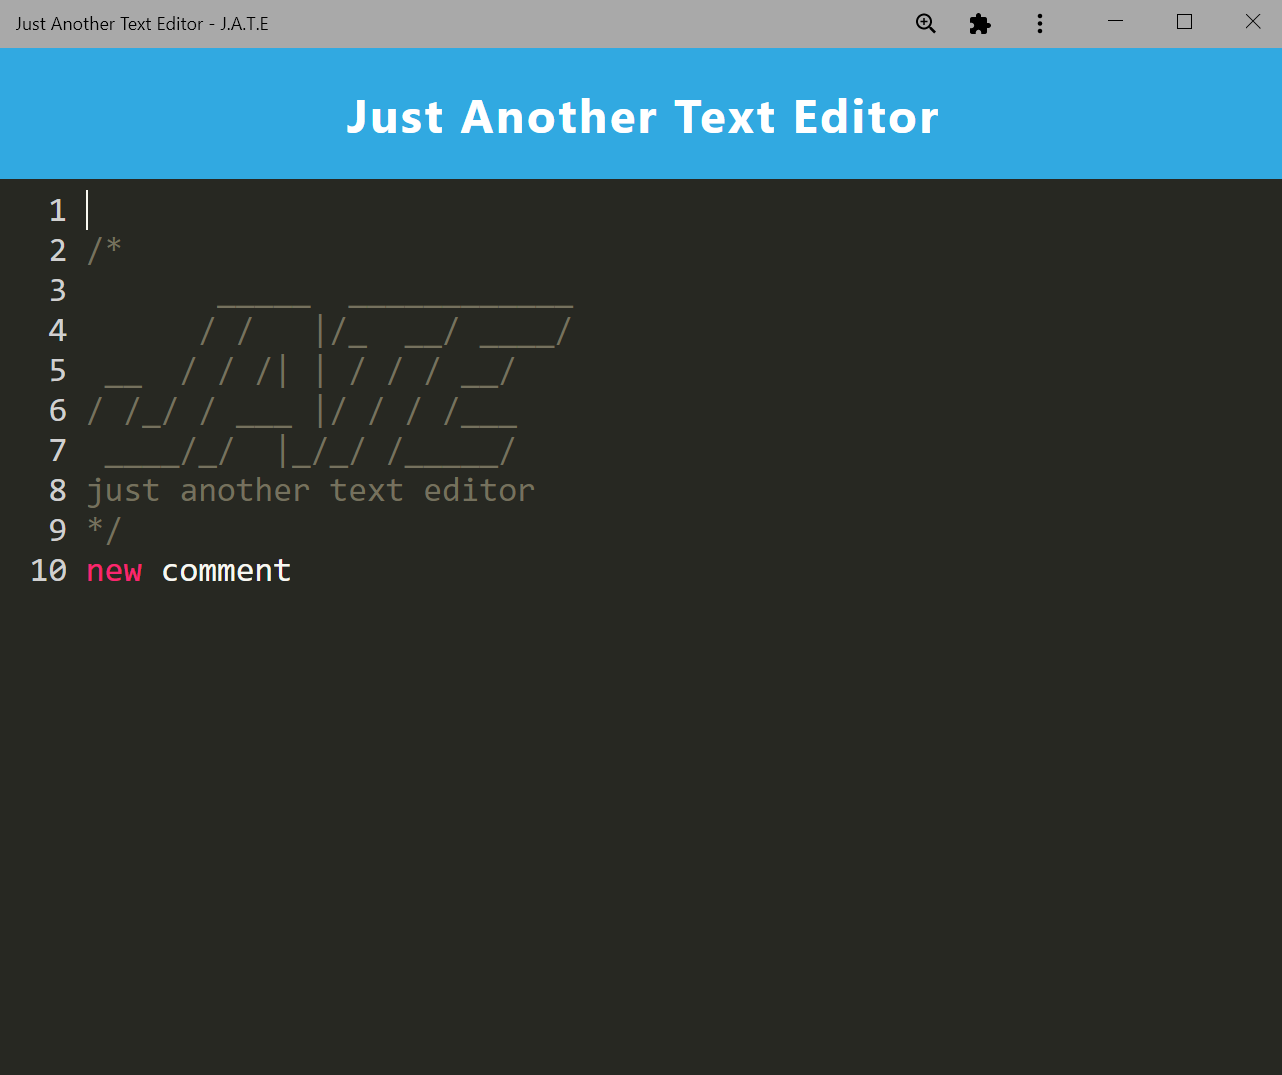 Just Another Text Editor - J.A.T.E
Just Another Text Editor
1
2 /*
3        _____  ____________
4       / /   |/_  __/ ____/
5  __  / / /| | / / / __/
6 / /_/ / ___ |/ / / /___
7  ____/_/  |_/_/ /_____/
8 just another text editor
9 */
10 new comment